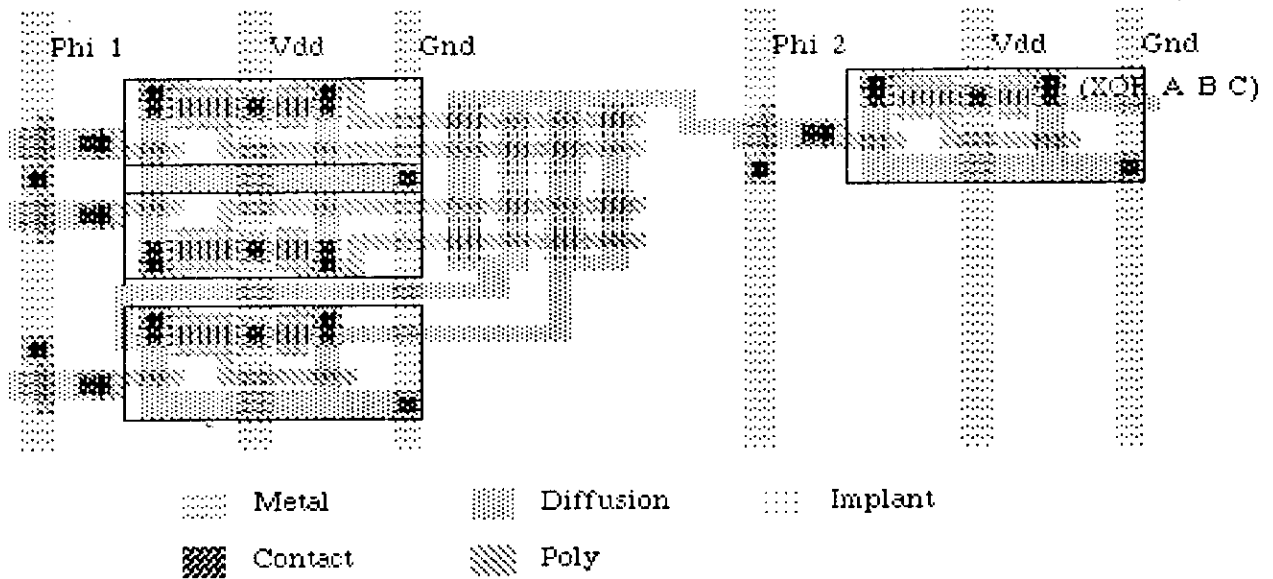 Phi 1 Vdd Gnd Phi 2 Vdd Gnd
(XOR A B C)
Metal Diffusion Implant
Contact Poly